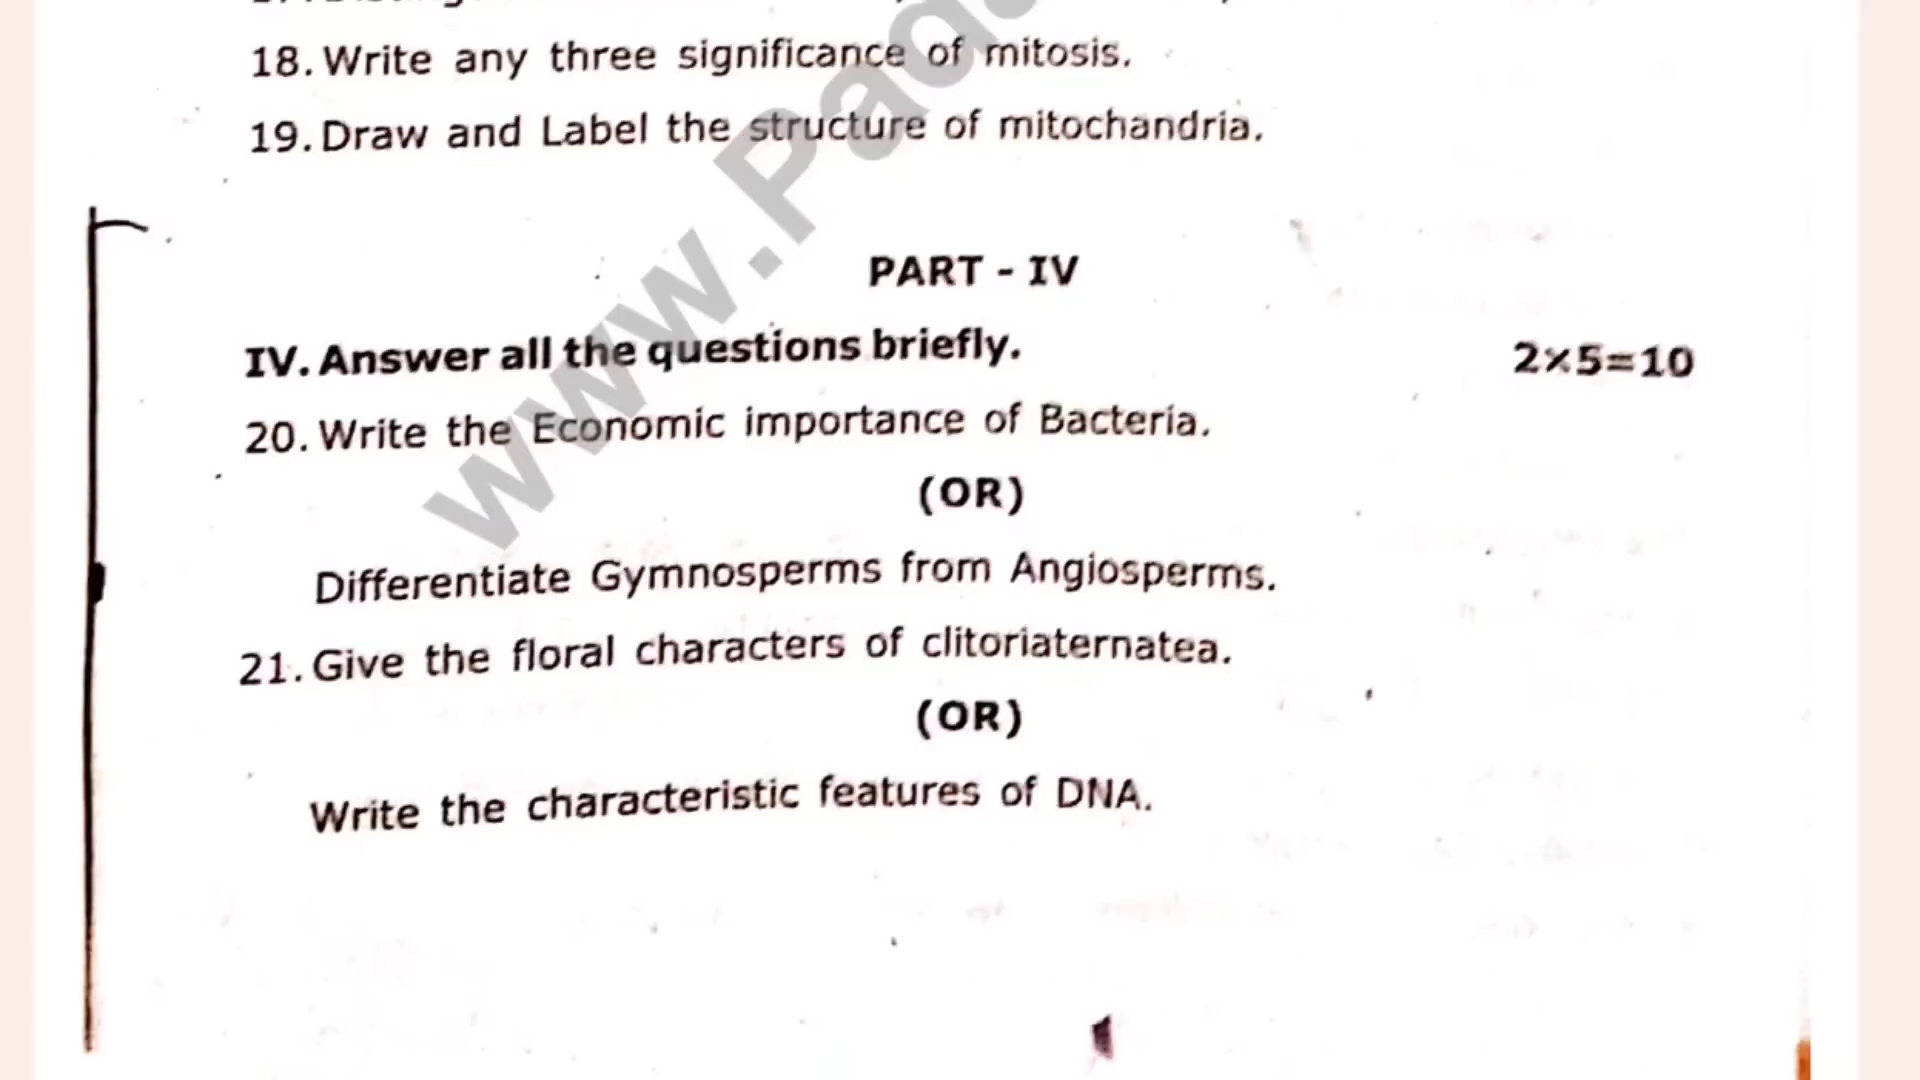 18. Write any three significance of mitosis.
19. Draw and Label the structure of mitochandria.
PART - IV
IV. Answer all the questions briefly. 2×5=10
20. Write the Economic importance of Bacteria.
(OR)
Differentiate Gymnosperms from Angiosperms.
21. Give the floral characters of clitoriaternatea.
(OR)
Write the characteristic features of DNA.
www.Pada